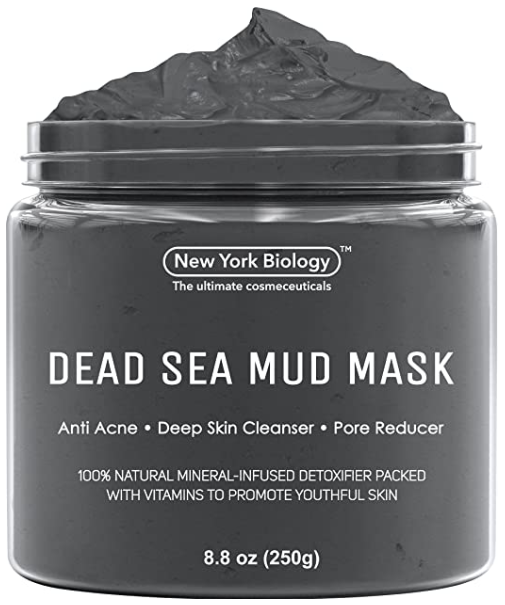 New York Biology™
The ultimate cosmeceuticals
DEAD SEA MUD MASK
Anti Acne • Deep Skin Cleanser • Pore Reducer
100% NATURAL MINERAL-INFUSED DETOXIFIER PACKED
WITH VITAMINS TO PROMOTE YOUTHFUL SKIN
8.8 oz (250g)